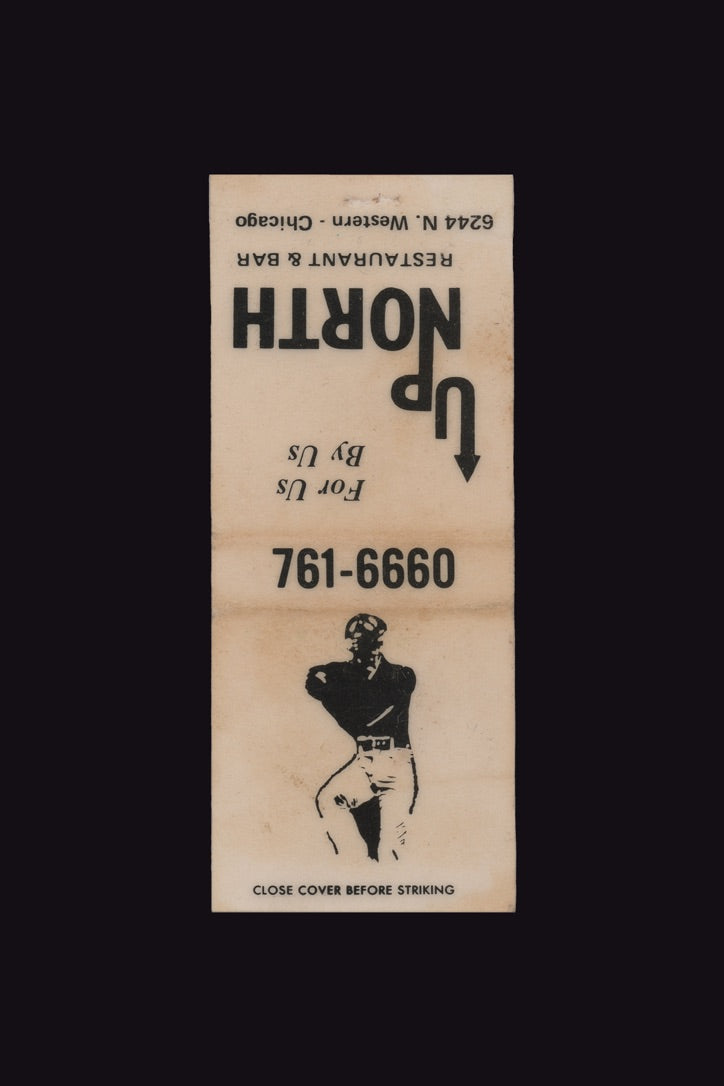 For Us
By Us
UP
NORTH
RESTAURANT & BAR
6244 N. Western - Chicago
761-6660
CLOSE COVER BEFORE STRIKING